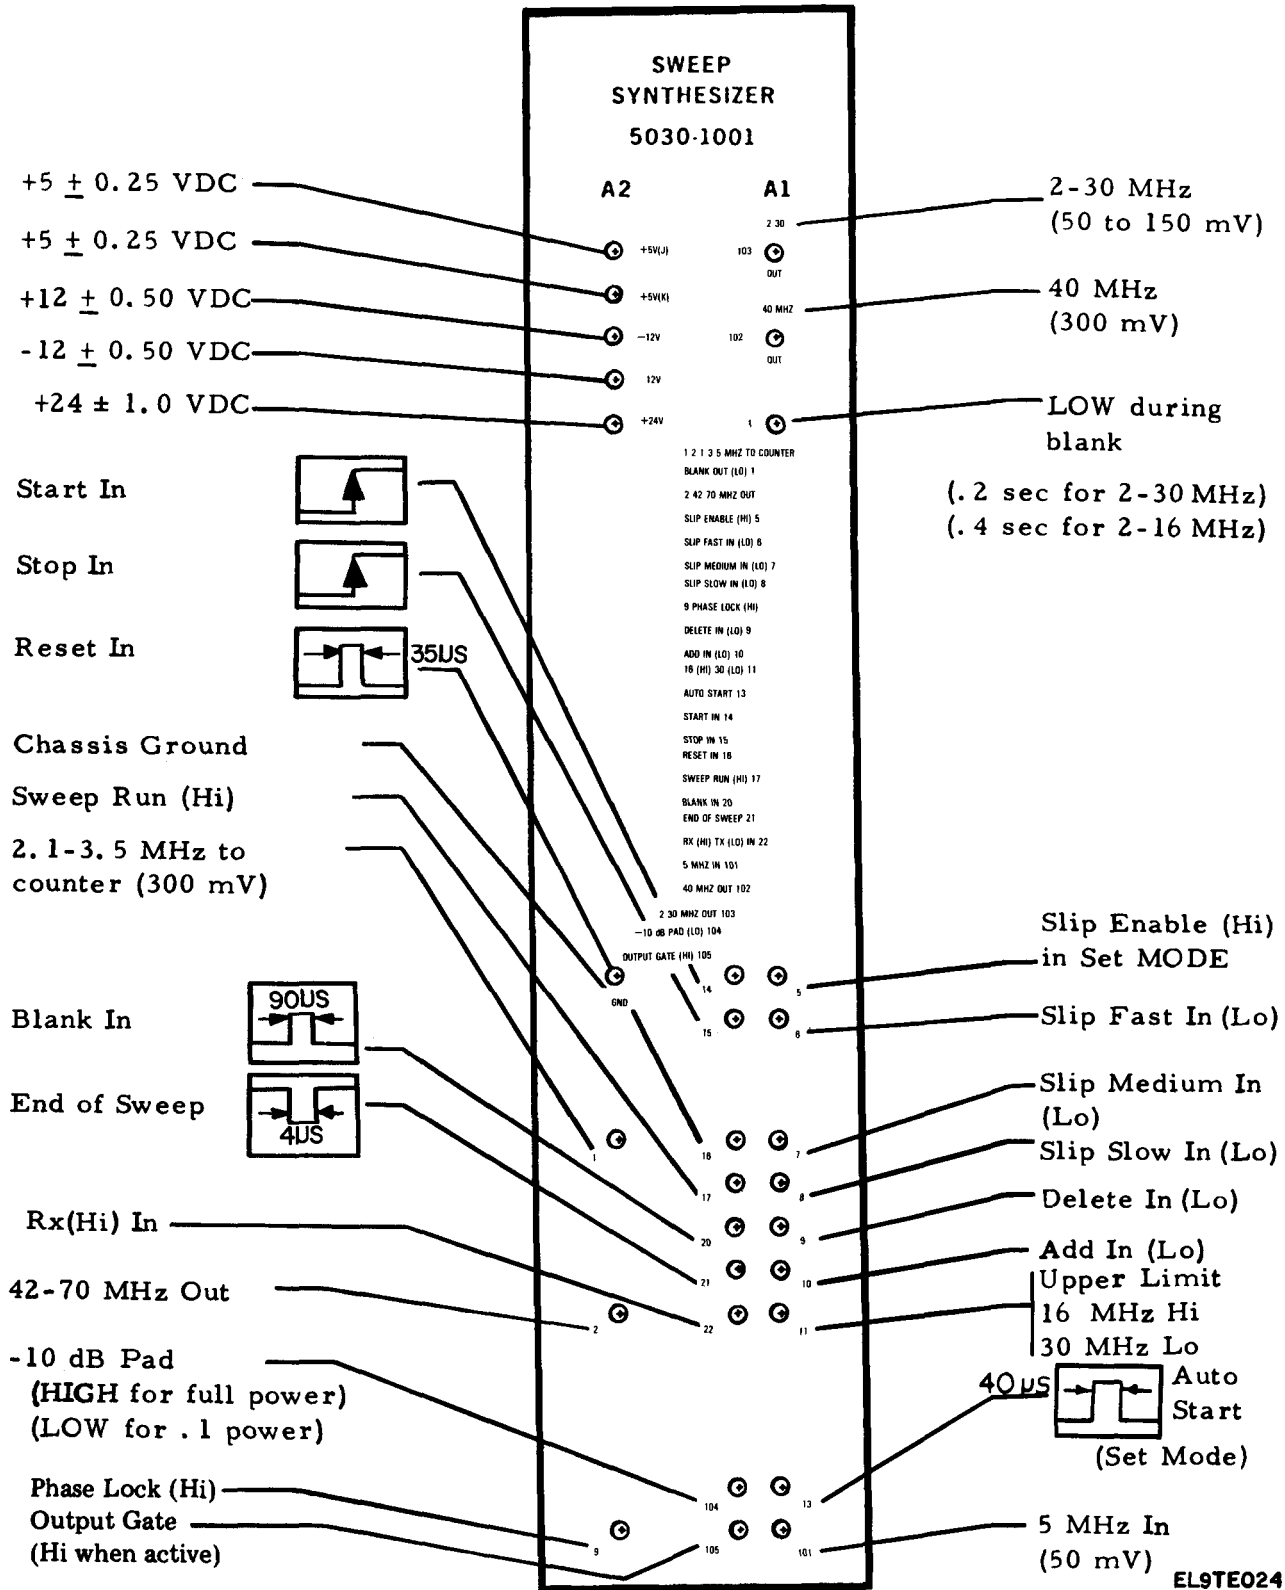 SWEEP
SYNTHESIZER
5030-1001
A2
A1
+5 ± 0.25 VDC
+5 ± 0.25 VDC
+12 ± 0.50 VDC
-12 ± 0.50 VDC
+24 ± 1.0 VDC
+5V(J)
+5V(K)
−12V
12V
+24V
2 30
103
OUT
40 MHZ
102
OUT
1
2-30 MHz
(50 to 150 mV)
40 MHz
(300 mV)
LOW during
blank
(.2 sec for 2-30 MHz)
(.4 sec for 2-16 MHz)
Start In
Stop In
Reset In
35US
Chassis Ground
Sweep Run (Hi)
2.1-3.5 MHz to
counter (300 mV)
1 2 1 3 5 MHZ TO COUNTER
BLANK OUT (LO) 1
2 42 70 MHZ OUT
SLIP ENABLE (HI) 5
SLIP FAST IN (LO) 6
SLIP MEDIUM IN (LO) 7
SLIP SLOW IN (LO) 8
9 PHASE LOCK (HI)
DELETE IN (LO) 9
ADD IN (LO) 10
16 (HI) 30 (LO) 11
AUTO START 13
START IN 14
STOP IN 15
RESET IN 16
SWEEP RUN (HI) 17
BLANK IN 20
END OF SWEEP 21
RX (HI) TX (LO) IN 22
5 MHZ IN 101
40 MHZ OUT 102
2 30 MHZ OUT 103
−10 dB PAD (LO) 104
OUTPUT GATE (HI) 105
GND
14
5
15
6
Slip Enable (Hi)
in Set MODE
Slip Fast In (Lo)
Blank In
90US
End of Sweep
4US
1
16
7
17
8
20
9
21
10
2
22
11
Slip Medium In
(Lo)
Slip Slow In (Lo)
Delete In (Lo)
Add In (Lo)
Upper Limit
16 MHz Hi
30 MHz Lo
Rx(Hi) In
42-70 MHz Out
-10 dB Pad
(HIGH for full power)
(LOW for .1 power)
Phase Lock (Hi)
Output Gate
(Hi when active)
104
13
9
105
101
40 µs
Auto
Start
(Set Mode)
5 MHz In
(50 mV)
EL9TE024